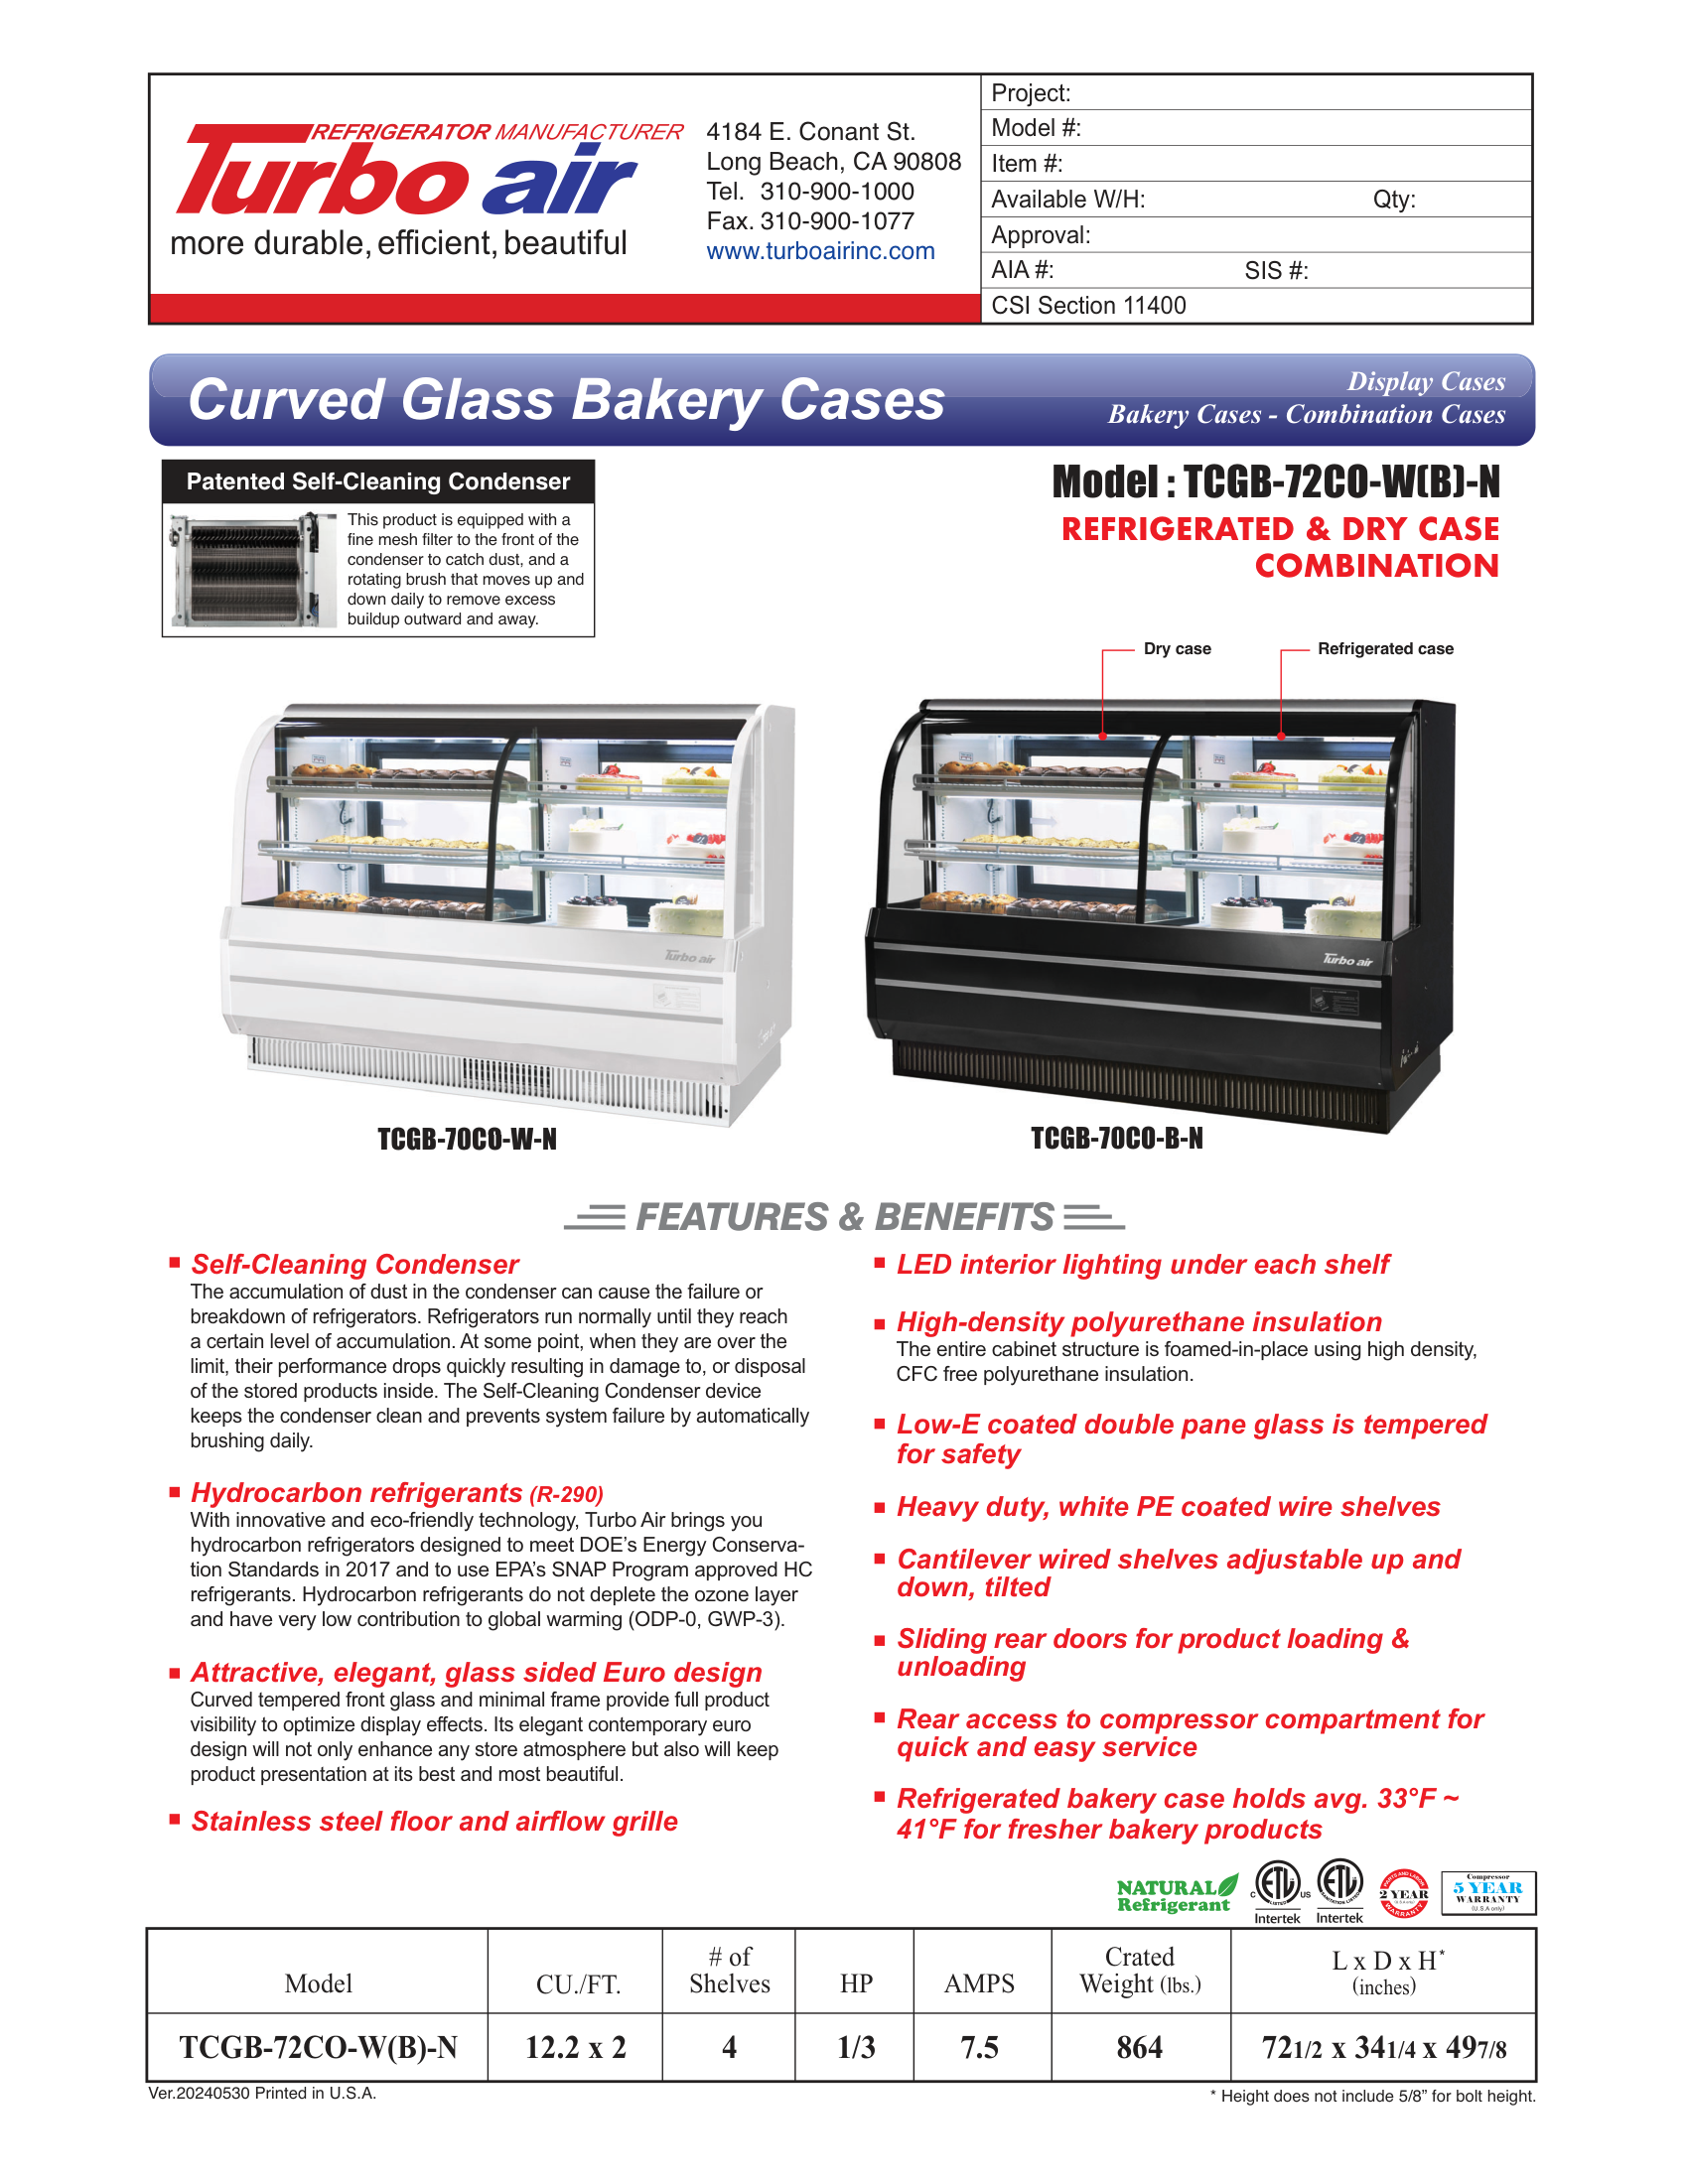 REFRIGERATOR MANUFACTURER
Turbo air
more durable, efficient, beautiful
4184 E. Conant St.
Long Beach, CA 90808
Tel. 310-900-1000
Fax. 310-900-1077
www.turboairinc.com
Project:
Model #:
Item #:
Available W/H: Qty:
Approval:
AIA #: SIS #:
CSI Section 11400
Curved Glass Bakery Cases
Display Cases
Bakery Cases - Combination Cases
Patented Self-Cleaning Condenser
This product is equipped with a
fine mesh filter to the front of the
condenser to catch dust, and a
rotating brush that moves up and
down daily to remove excess
buildup outward and away.
Model : TCGB-72CO-W(B)-N
REFRIGERATED & DRY CASE
COMBINATION
Dry case
Refrigerated case
Turbo air
Turbo air
TCGB-70CO-W-N
TCGB-70CO-B-N
FEATURES & BENEFITS
Self-Cleaning Condenser
The accumulation of dust in the condenser can cause the failure or
breakdown of refrigerators. Refrigerators run normally until they reach
a certain level of accumulation. At some point, when they are over the
limit, their performance drops quickly resulting in damage to, or disposal
of the stored products inside. The Self-Cleaning Condenser device
keeps the condenser clean and prevents system failure by automatically
brushing daily.
Hydrocarbon refrigerants (R-290)
With innovative and eco-friendly technology, Turbo Air brings you
hydrocarbon refrigerators designed to meet DOE's Energy Conserva-
tion Standards in 2017 and to use EPA's SNAP Program approved HC
refrigerants. Hydrocarbon refrigerants do not deplete the ozone layer
and have very low contribution to global warming (ODP-0, GWP-3).
Attractive, elegant, glass sided Euro design
Curved tempered front glass and minimal frame provide full product
visibility to optimize display effects. Its elegant contemporary euro
design will not only enhance any store atmosphere but also will keep
product presentation at its best and most beautiful.
Stainless steel floor and airflow grille
LED interior lighting under each shelf
High-density polyurethane insulation
The entire cabinet structure is foamed-in-place using high density,
CFC free polyurethane insulation.
Low-E coated double pane glass is tempered
for safety
Heavy duty, white PE coated wire shelves
Cantilever wired shelves adjustable up and
down, tilted
Sliding rear doors for product loading &
unloading
Rear access to compressor compartment for
quick and easy service
Refrigerated bakery case holds avg. 33°F ~
41°F for fresher bakery products
NATURAL
Refrigerant
C ETL US
LISTED
Intertek
ETL
SANITATION LISTED
Intertek
PARTS AND LABOR
2 YEAR
WARRANTY
Compressor
5 YEAR
WARRANTY
(U.S.A only)
Model CU./FT. # of Shelves HP AMPS Crated Weight (lbs.) L x D x H* (inches)
TCGB-72CO-W(B)-N 12.2 x 2 4 1/3 7.5 864 72 1/2 x 34 1/4 x 49 7/8
Ver.20240530 Printed in U.S.A.
* Height does not include 5/8" for bolt height.